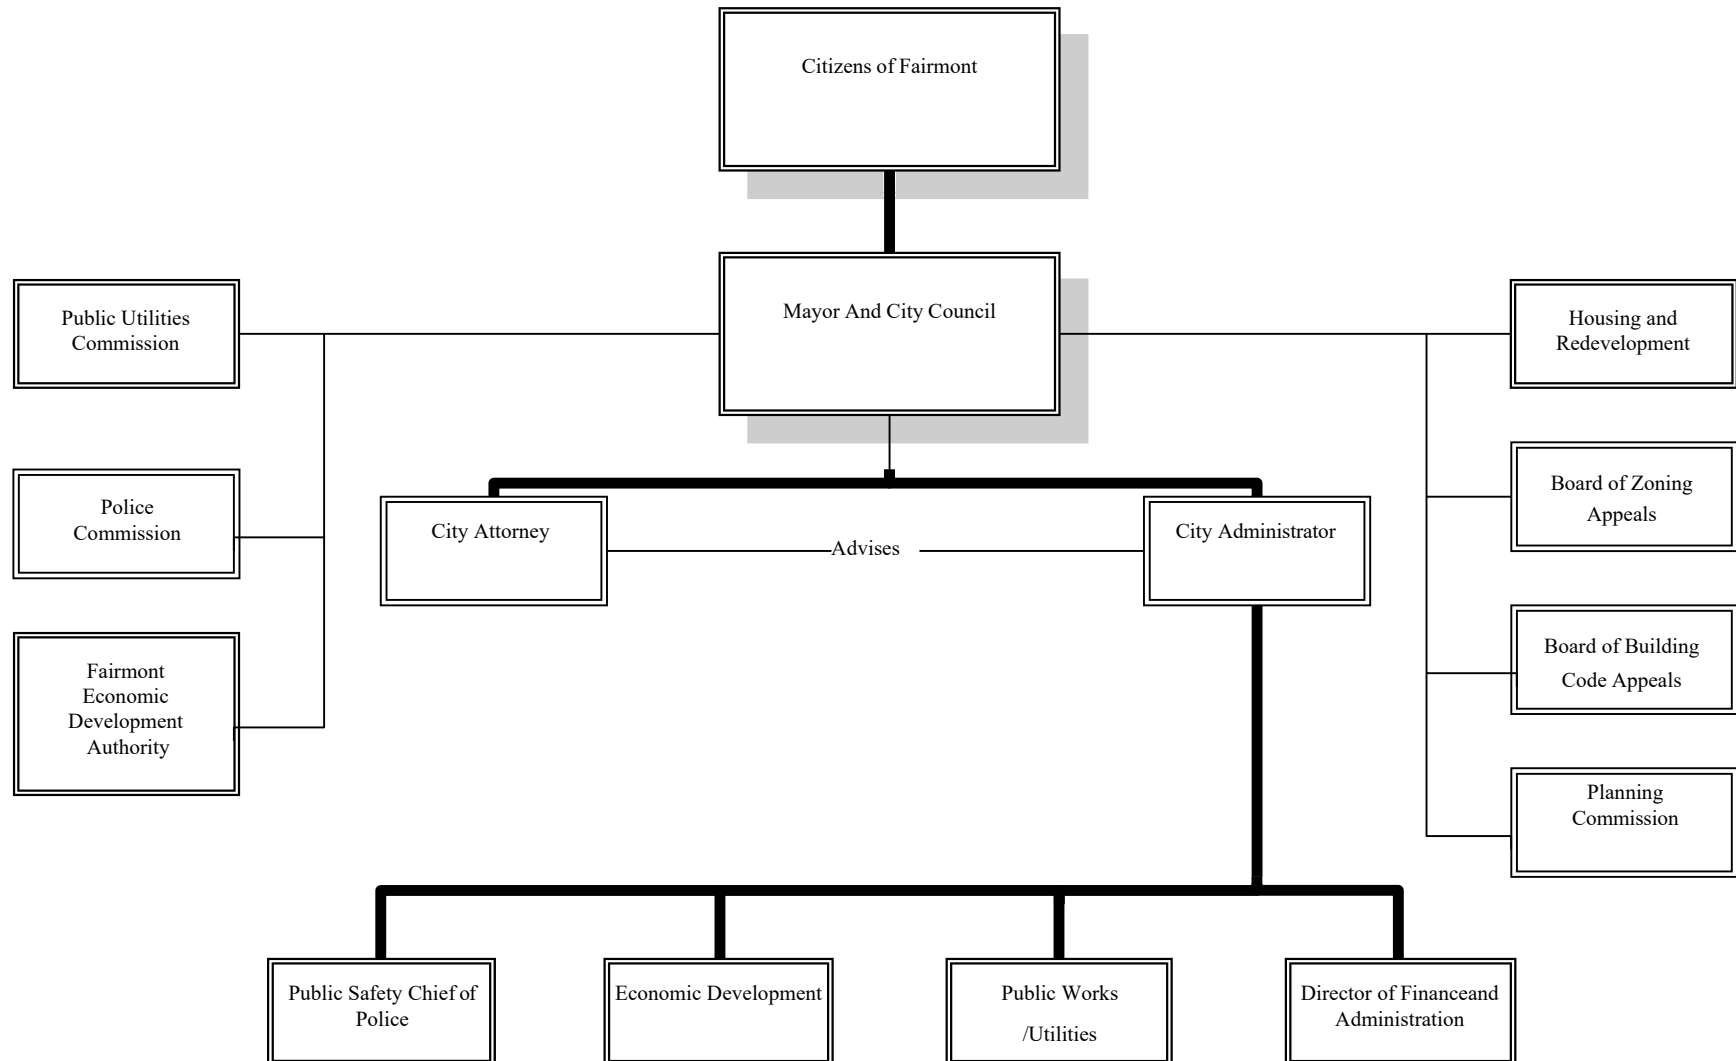 Citizens of Fairmont
Mayor And City Council
Public Utilities
Commission
Housing and
Redevelopment
Police
Commission
City Attorney
Advises
City Administrator
Board of Zoning
Appeals
Fairmont
Economic
Development
Authority
Board of Building
Code Appeals
Planning
Commission
Public Safety Chief of
Police
Economic Development
Public Works
/Utilities
Director of Financeand
Administration